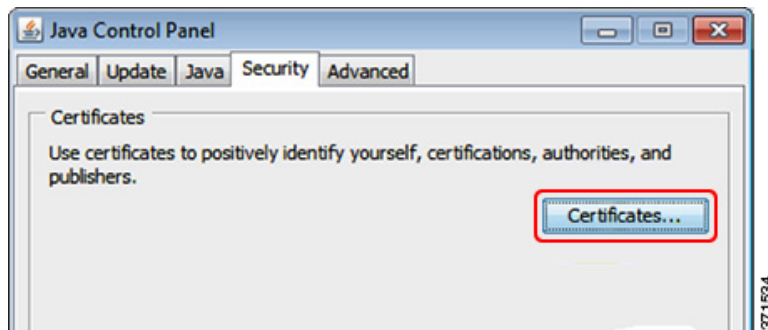 Java Control Panel
General Update Java Security Advanced
Certificates
Use certificates to positively identify yourself, certifications, authorities, and
publishers.
Certificates...
271534